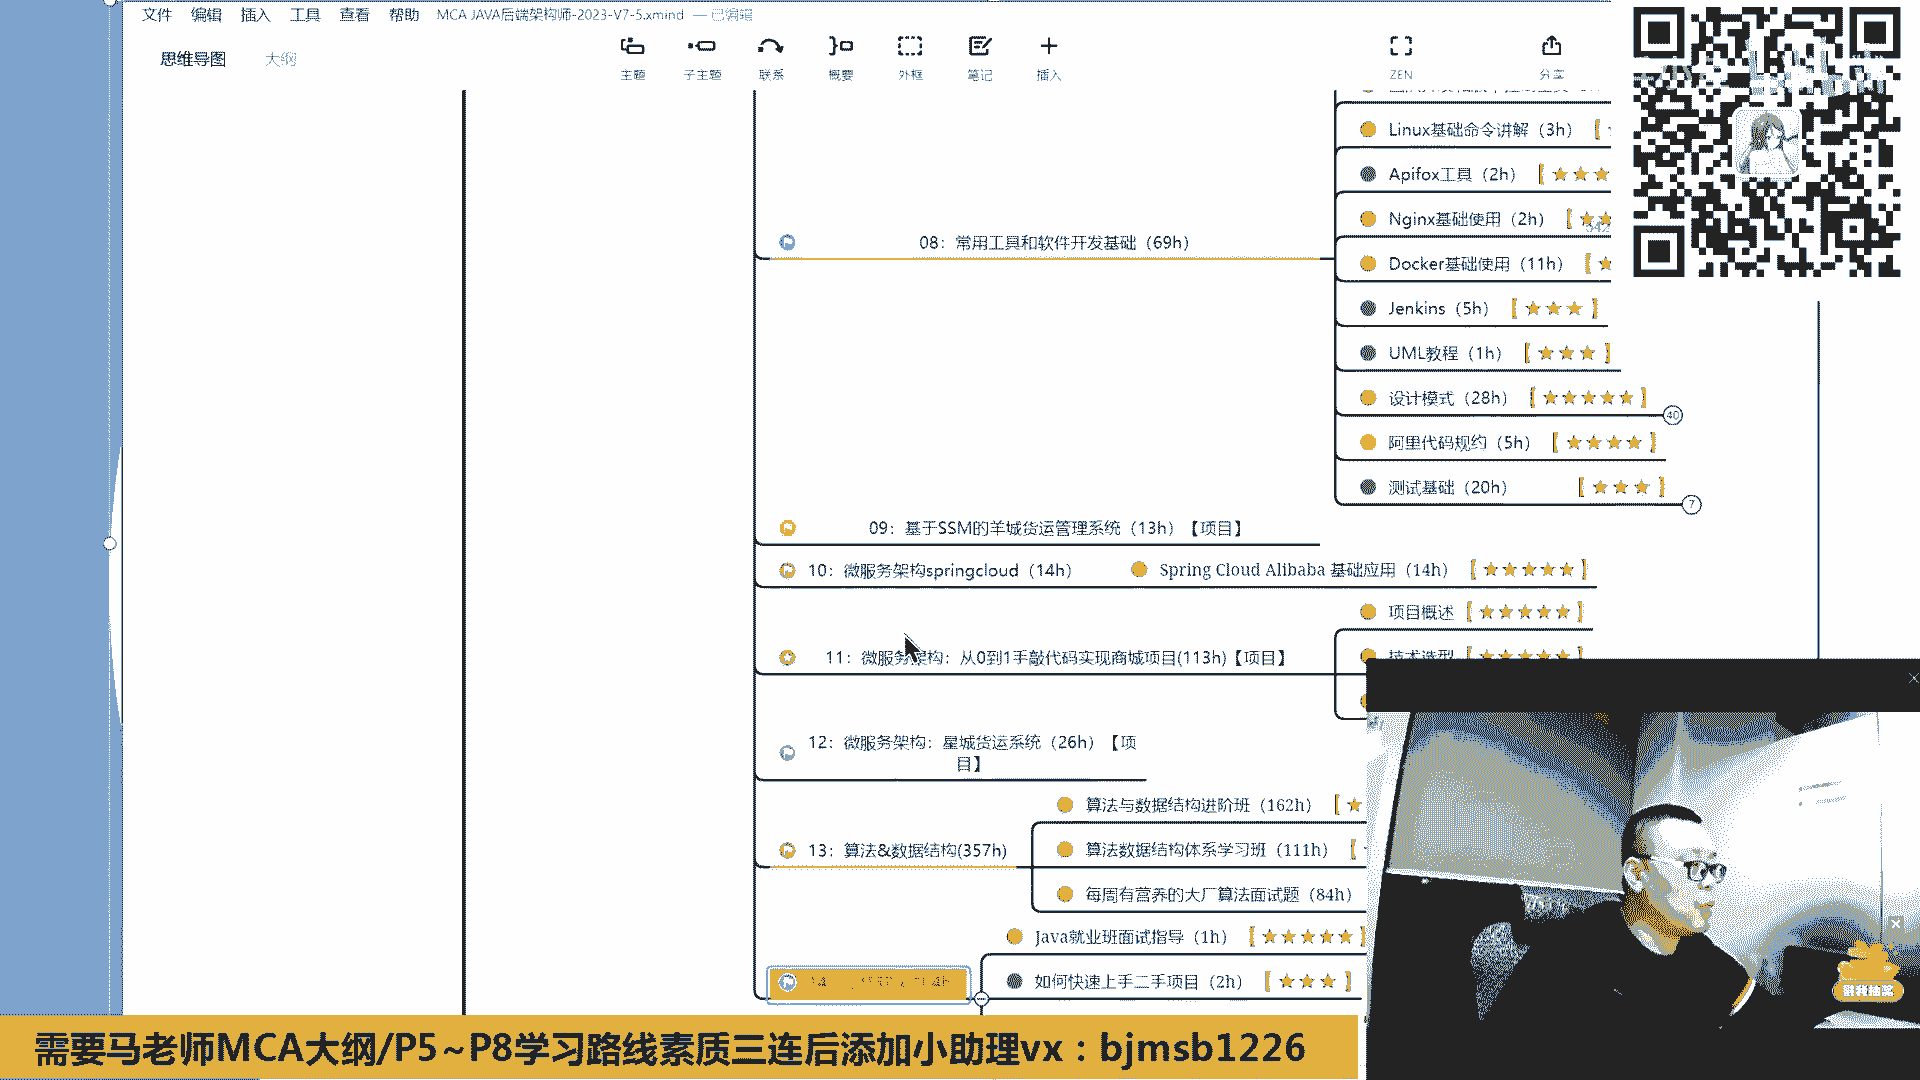 文件 编辑 插入 工具 查看 帮助 MCA JAVA后端架构师-2023-V7-5.xmind — 已编辑
思维导图 大纲
主题 子主题 联系 概要 外框 笔记 插入 ZEN 分享
Linux基础命令讲解（3h）【
Apifox工具（2h）【★★★
Nginx基础使用（2h）【★★
08：常用工具和软件开发基础（69h）
Docker基础使用（11h）【★
Jenkins（5h）【★★★】
UML教程（1h）【★★★】
设计模式（28h）【★★★★★】
40
阿里代码规约（5h）【★★★★】
测试基础（20h）【★★★】
7
09：基于SSM的羊城货运管理系统（13h）【项目】
10：微服务架构springcloud（14h）
Spring Cloud Alibaba 基础应用（14h）【★★★★★】
项目概述【★★★★★】
11：微服务架构：从0到1手敲代码实现商城项目(113h)【项目】
技术选型【★★★★★】
12：微服务架构：星城货运系统（26h）【项
目】
算法与数据结构进阶班（162h）【★
13：算法&数据结构(357h)
算法数据结构体系学习班（111h）【
每周有营养的大厂算法面试题（84h）
Java就业班面试指导（1h）【★★★★★】
如何快速上手二手项目（2h）【★★★】
需要马老师MCA大纲/P5~P8学习路线素质三连后添加小助理vx：bjmsb1226